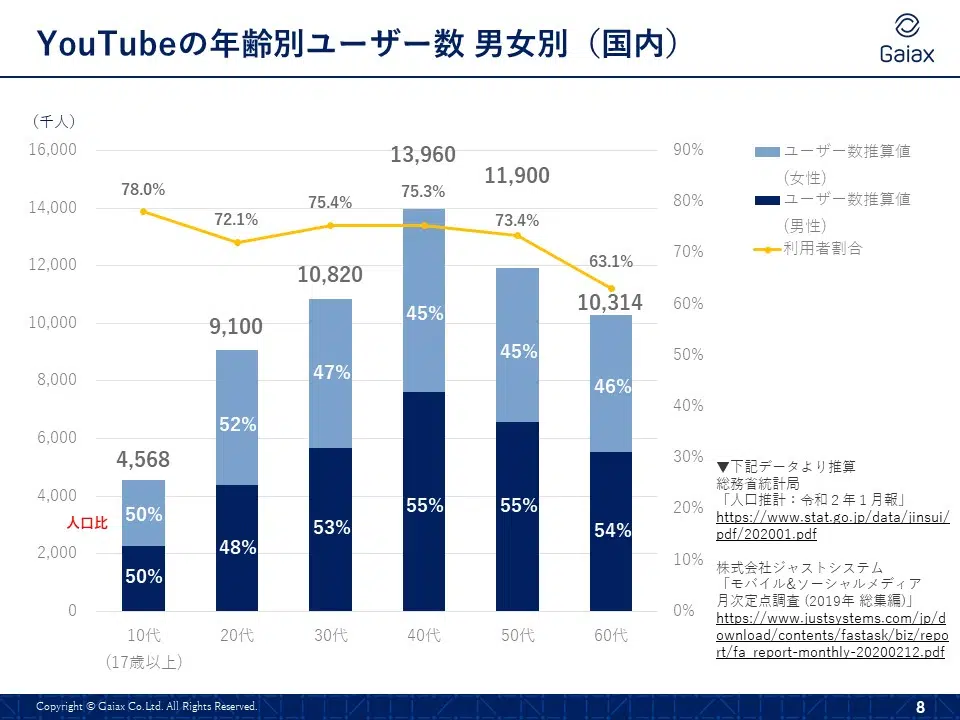 YouTubeの年齢別ユーザー数 男女別（国内）
Gaiax
（千人）
16,000
14,000
12,000
10,000
8,000
6,000
4,000
2,000
0
90%
80%
70%
60%
50%
40%
30%
20%
10%
0%
78.0%
72.1%
75.4%
75.3%
73.4%
63.1%
4,568
9,100
10,820
13,960
11,900
10,314
50%
52%
47%
45%
45%
46%
50%
48%
53%
55%
55%
54%
人口比
10代
(17歳以上)
20代
30代
40代
50代
60代
ユーザー数推算値
(女性)
ユーザー数推算値
(男性)
利用者割合
▼下記データより推算
総務省統計局
「人口推計：令和２年１月報」
https://www.stat.go.jp/data/jinsui/
pdf/202001.pdf
株式会社ジャストシステム
「モバイル&ソーシャルメディア
月次定点調査 (2019年 総集編)」
https://www.justsystems.com/jp/d
ownload/contents/fastask/biz/repo
rt/fa_report-monthly-20200212.pdf
Copyright © Gaiax Co.Ltd. All Rights Reserved.
8